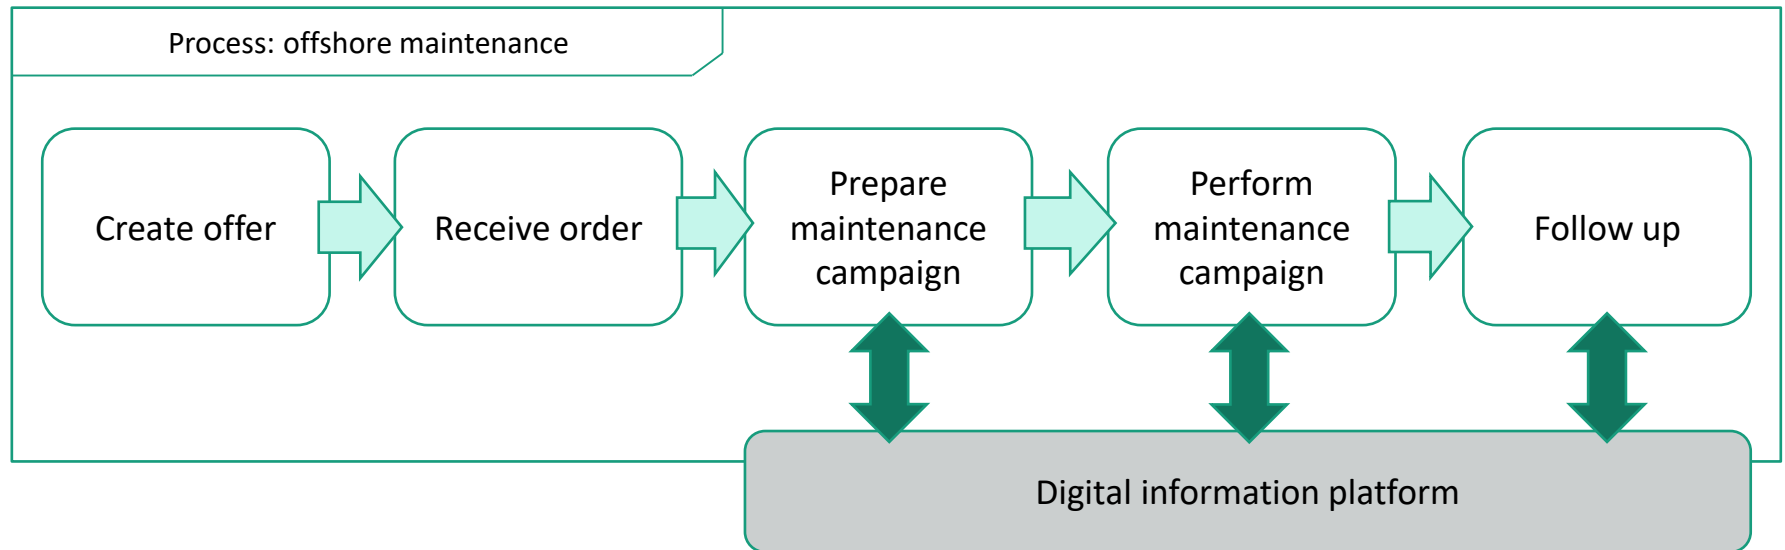 Process: offshore maintenance
Create offer
Receive order
Prepare
maintenance
campaign
Perform
maintenance
campaign
Follow up
Digital information platform